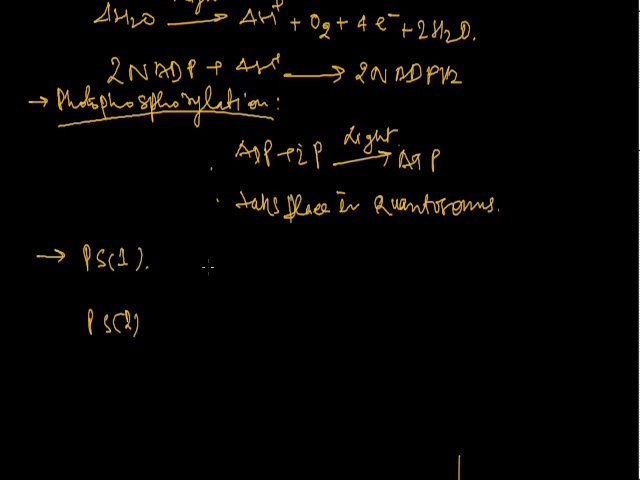 4H2O → 4H+ + O2 + 4e- + 2H2O.
2NADP + 4H+ → 2NADPH2
→ Photophosphorylation:
ADP + iP Light → ATP
· takes place in Quantosomes.
→ PS(1).
PS(2)